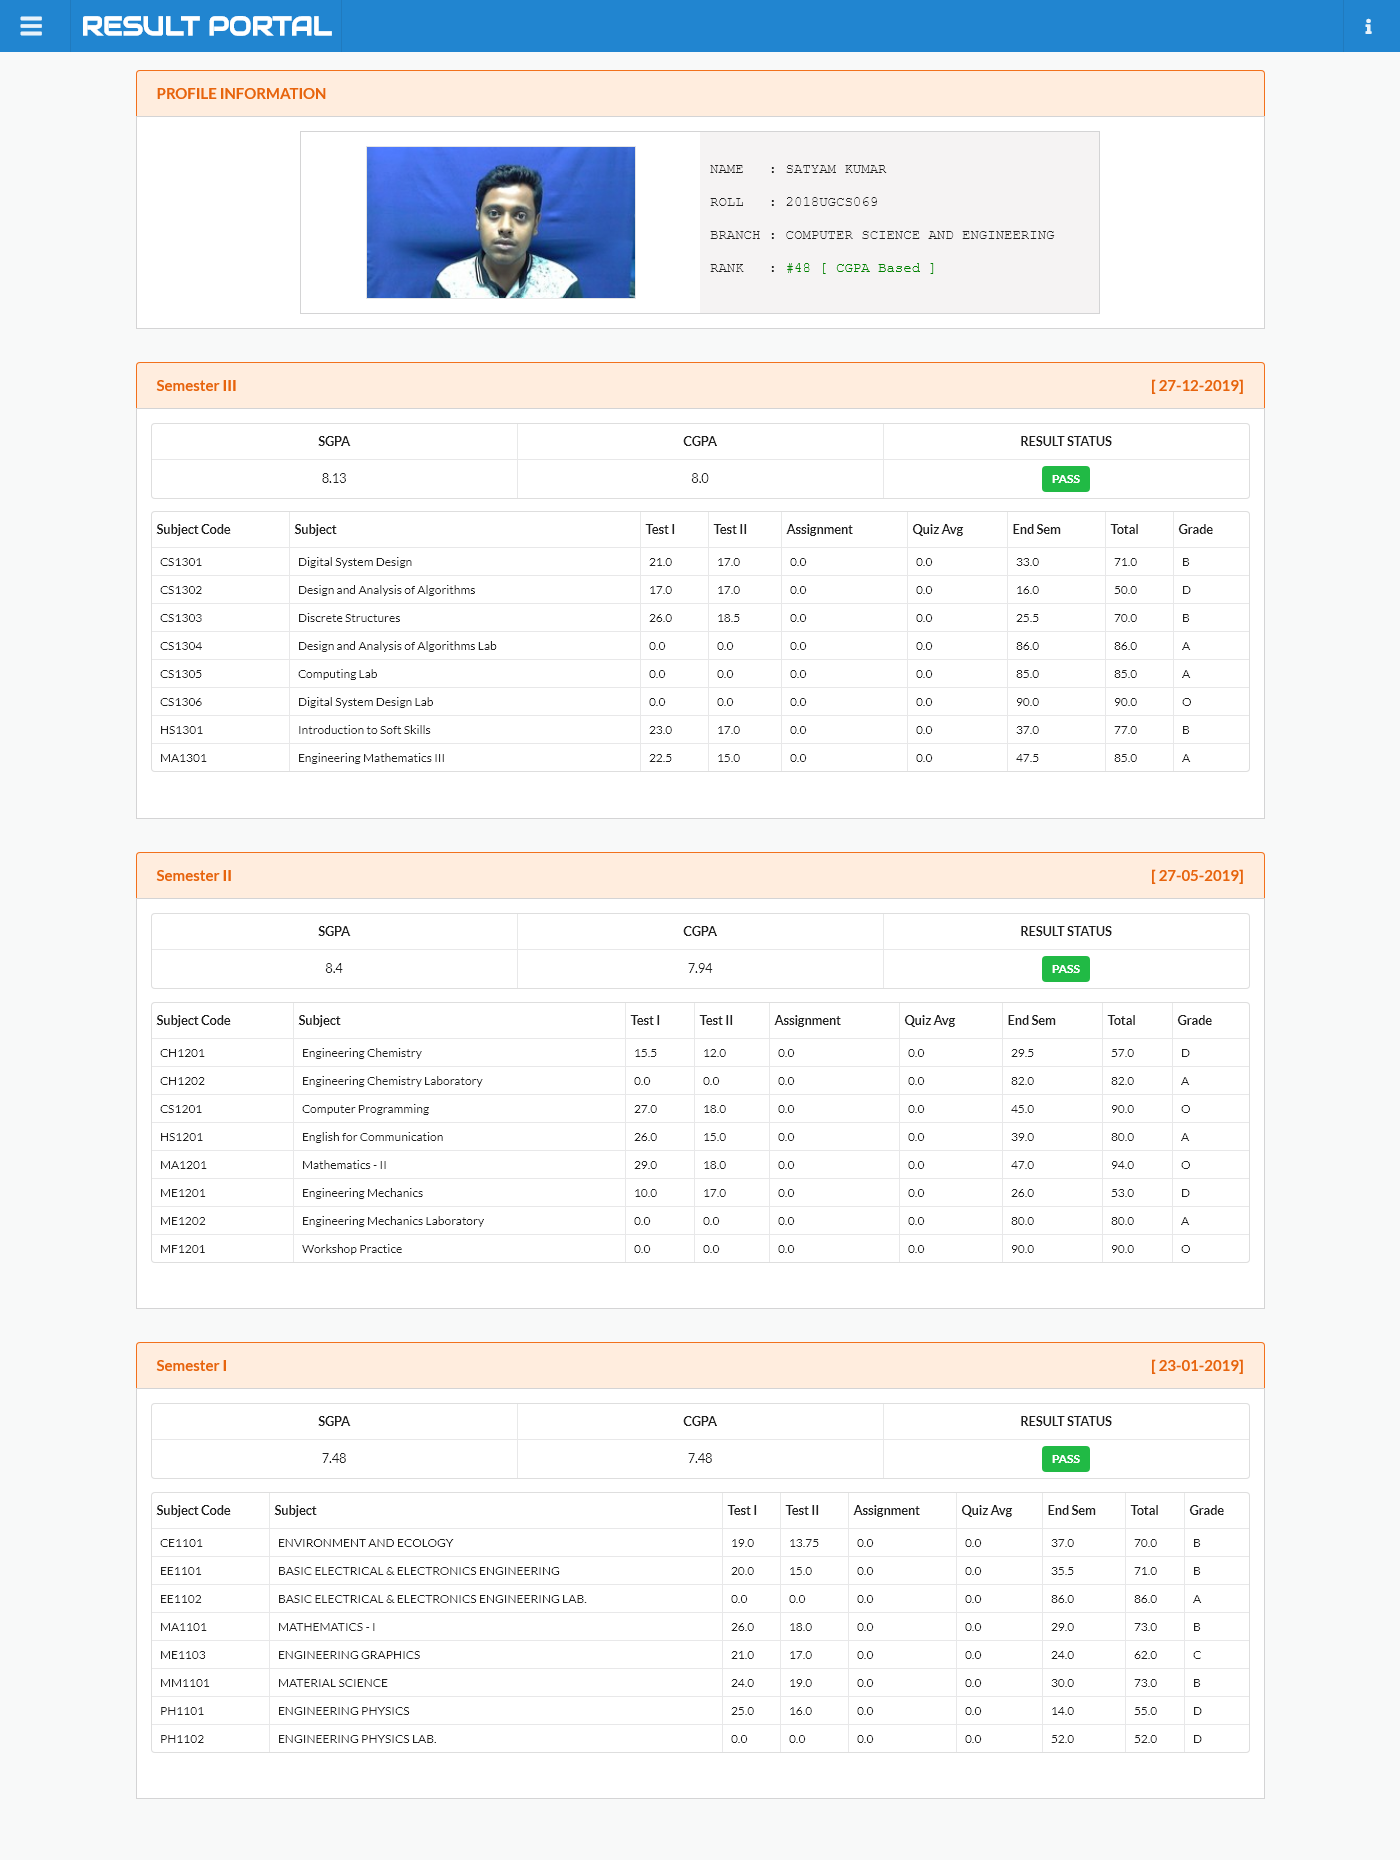 RESULT PORTAL
PROFILE INFORMATION
NAME : SATYAM KUMAR
ROLL : 2018UGCS069
BRANCH : COMPUTER SCIENCE AND ENGINEERING
RANK : #48 [ CGPA Based ]
Semester III [ 27-12-2019]
SGPA CGPA RESULT STATUS
8.13 8.0 PASS
Subject Code Subject Test I Test II Assignment Quiz Avg End Sem Total Grade
CS1301 Digital System Design 21.0 17.0 0.0 0.0 33.0 71.0 B
CS1302 Design and Analysis of Algorithms 17.0 17.0 0.0 0.0 16.0 50.0 D
CS1303 Discrete Structures 26.0 18.5 0.0 0.0 25.5 70.0 B
CS1304 Design and Analysis of Algorithms Lab 0.0 0.0 0.0 0.0 86.0 86.0 A
CS1305 Computing Lab 0.0 0.0 0.0 0.0 85.0 85.0 A
CS1306 Digital System Design Lab 0.0 0.0 0.0 0.0 90.0 90.0 O
HS1301 Introduction to Soft Skills 23.0 17.0 0.0 0.0 37.0 77.0 B
MA1301 Engineering Mathematics III 22.5 15.0 0.0 0.0 47.5 85.0 A
Semester II [ 27-05-2019]
SGPA CGPA RESULT STATUS
8.4 7.94 PASS
Subject Code Subject Test I Test II Assignment Quiz Avg End Sem Total Grade
CH1201 Engineering Chemistry 15.5 12.0 0.0 0.0 29.5 57.0 D
CH1202 Engineering Chemistry Laboratory 0.0 0.0 0.0 0.0 82.0 82.0 A
CS1201 Computer Programming 27.0 18.0 0.0 0.0 45.0 90.0 O
HS1201 English for Communication 26.0 15.0 0.0 0.0 39.0 80.0 A
MA1201 Mathematics - II 29.0 18.0 0.0 0.0 47.0 94.0 O
ME1201 Engineering Mechanics 10.0 17.0 0.0 0.0 26.0 53.0 D
ME1202 Engineering Mechanics Laboratory 0.0 0.0 0.0 0.0 80.0 80.0 A
MF1201 Workshop Practice 0.0 0.0 0.0 0.0 90.0 90.0 O
Semester I [ 23-01-2019]
SGPA CGPA RESULT STATUS
7.48 7.48 PASS
Subject Code Subject Test I Test II Assignment Quiz Avg End Sem Total Grade
CE1101 ENVIRONMENT AND ECOLOGY 19.0 13.75 0.0 0.0 37.0 70.0 B
EE1101 BASIC ELECTRICAL & ELECTRONICS ENGINEERING 20.0 15.0 0.0 0.0 35.5 71.0 B
EE1102 BASIC ELECTRICAL & ELECTRONICS ENGINEERING LAB. 0.0 0.0 0.0 0.0 86.0 86.0 A
MA1101 MATHEMATICS - I 26.0 18.0 0.0 0.0 29.0 73.0 B
ME1103 ENGINEERING GRAPHICS 21.0 17.0 0.0 0.0 24.0 62.0 C
MM1101 MATERIAL SCIENCE 24.0 19.0 0.0 0.0 30.0 73.0 B
PH1101 ENGINEERING PHYSICS 25.0 16.0 0.0 0.0 14.0 55.0 D
PH1102 ENGINEERING PHYSICS LAB. 0.0 0.0 0.0 0.0 52.0 52.0 D